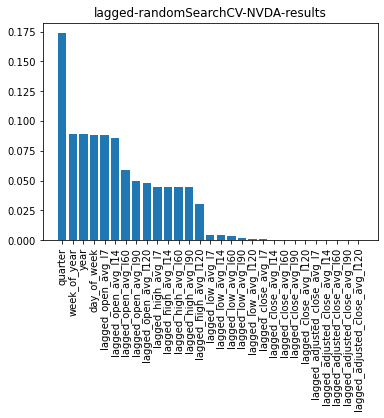 lagged-randomSearchCV-NVDA-results
0.175
0.150
0.125
0.100
0.075
0.050
0.025
0.000
quarter
week_of_year
year
day_of_week
lagged_open_avg_l7
lagged_open_avg_l14
lagged_open_avg_l60
lagged_open_avg_l90
lagged_open_avg_l120
lagged_high_avg_l7
lagged_high_avg_l14
lagged_high_avg_l60
lagged_high_avg_l90
lagged_high_avg_l120
lagged_low_avg_l7
lagged_low_avg_l14
lagged_low_avg_l60
lagged_low_avg_l90
lagged_low_avg_l120
lagged_close_avg_l7
lagged_close_avg_l14
lagged_close_avg_l60
lagged_close_avg_l90
lagged_close_avg_l120
lagged_adjusted_close_avg_l7
lagged_adjusted_close_avg_l14
lagged_adjusted_close_avg_l60
lagged_adjusted_close_avg_l90
lagged_adjusted_close_avg_l120